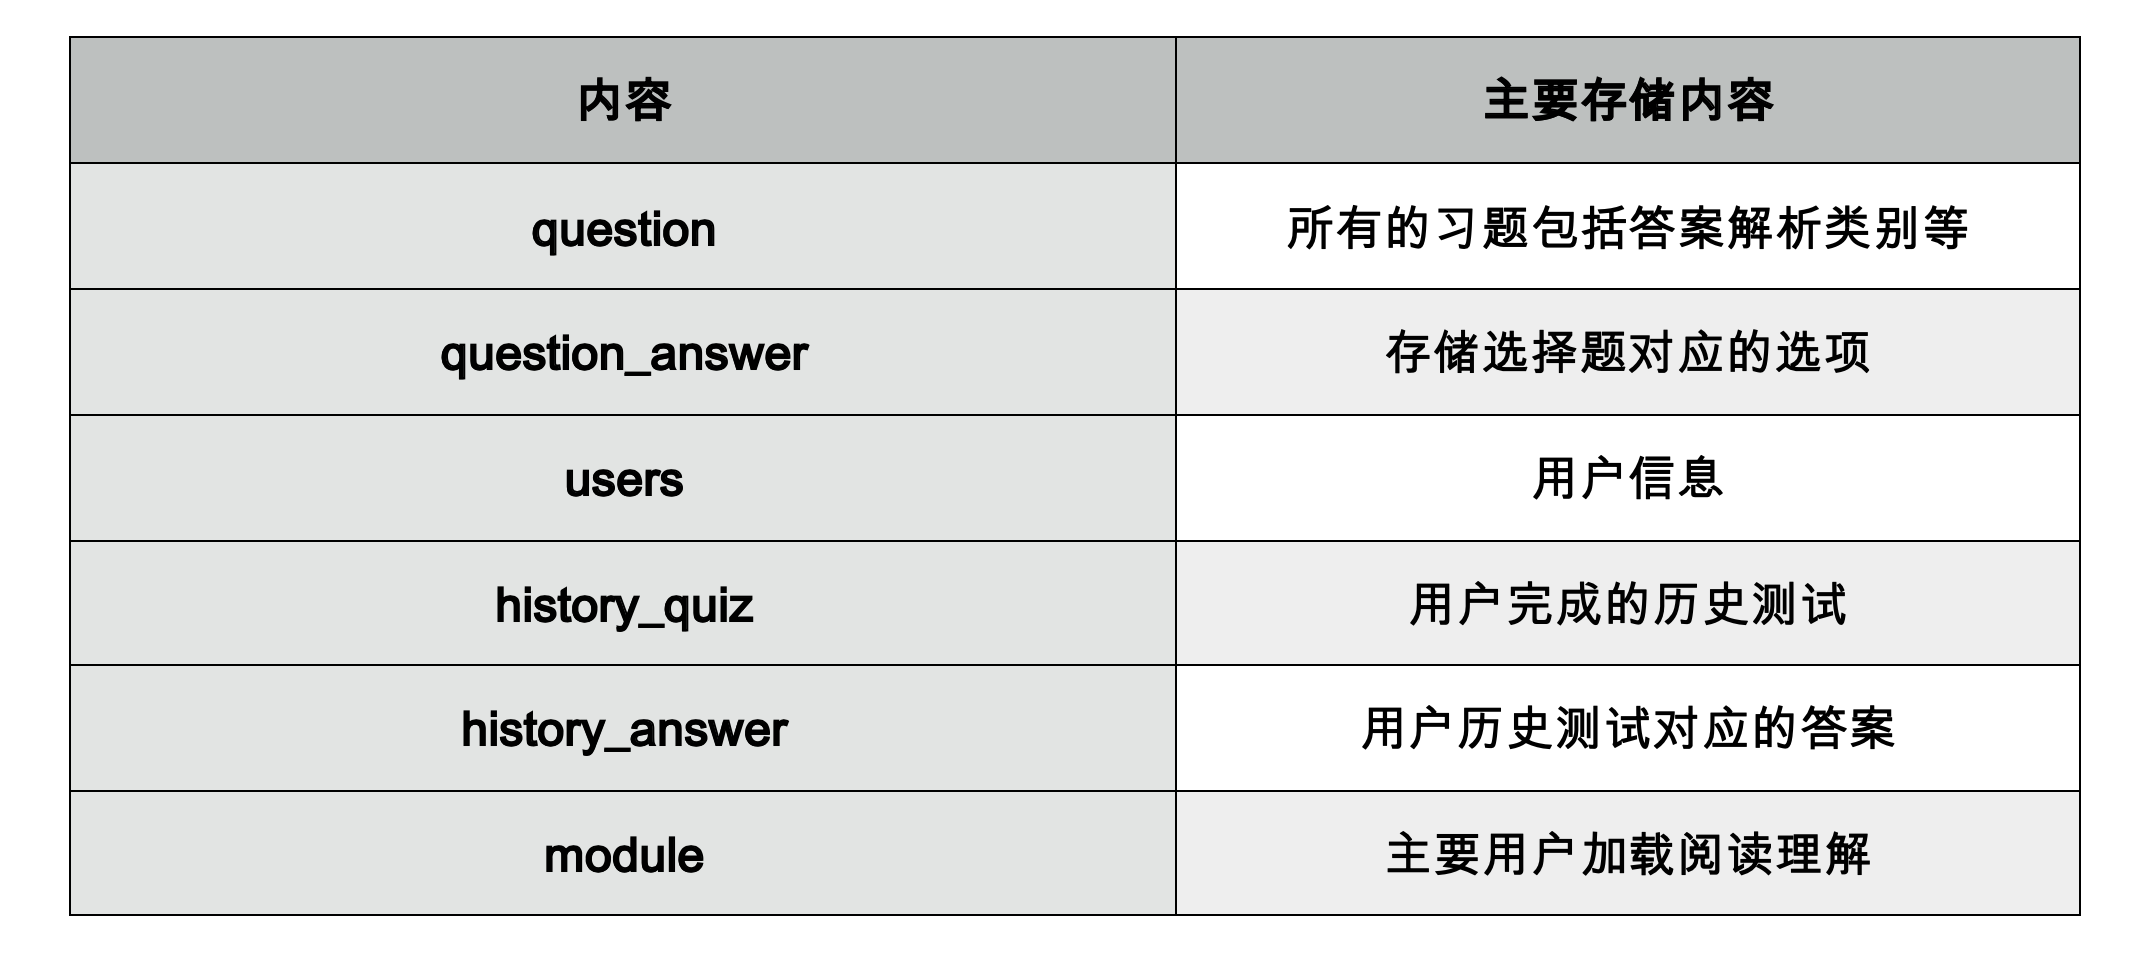 内容 主要存储内容
question 所有的习题包括答案解析类别等
question_answer 存储选择题对应的选项
users 用户信息
history_quiz 用户完成的历史测试
history_answer 用户历史测试对应的答案
module 主要用户加载阅读理解